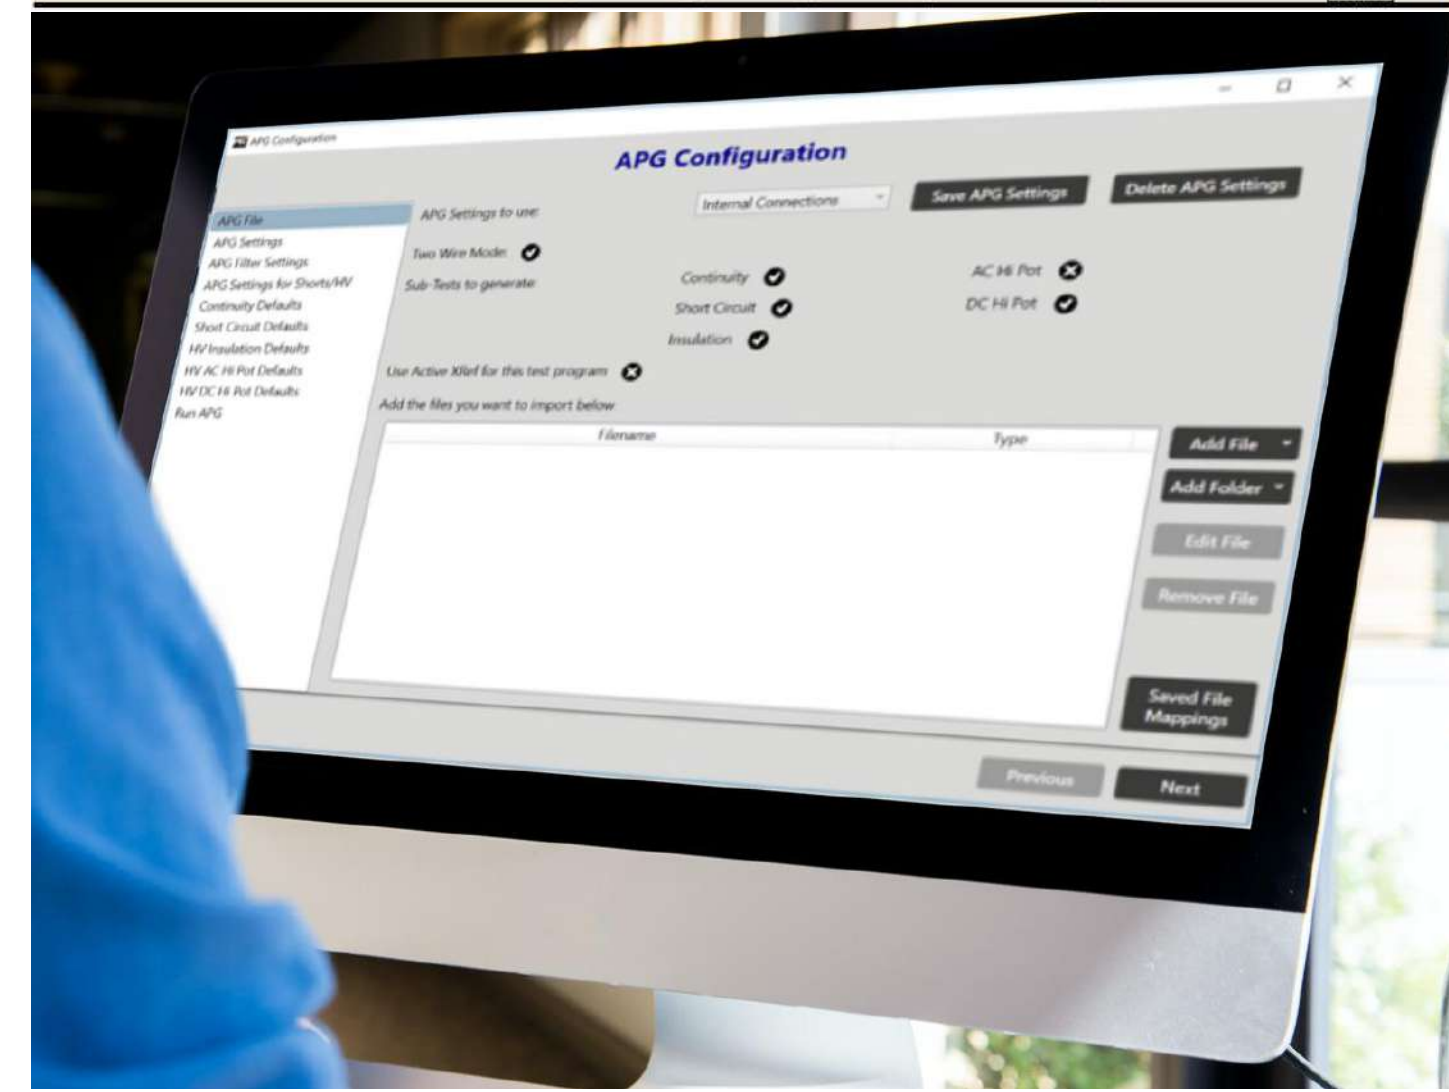 APG Configuration
APG Configuration
APG File
APG Settings
APG Filter Settings
APG Settings for Shorts/HV
Continuity Defaults
Short Circuit Defaults
HV Insulation Defaults
HV AC Hi Pot Defaults
HV DC Hi Pot Defaults
Run APG
APG Settings to use:
Internal Connections
Save APG Settings
Delete APG Settings
Two Wire Mode:
Sub-Tests to generate:
Continuity
AC Hi Pot
Short Circuit
DC Hi Pot
Insulation
Use Active XRef for this test program
Add the files you want to import below:
Filename
Type
Add File
Add Folder
Edit File
Remove File
Saved File
Mappings
Previous
Next